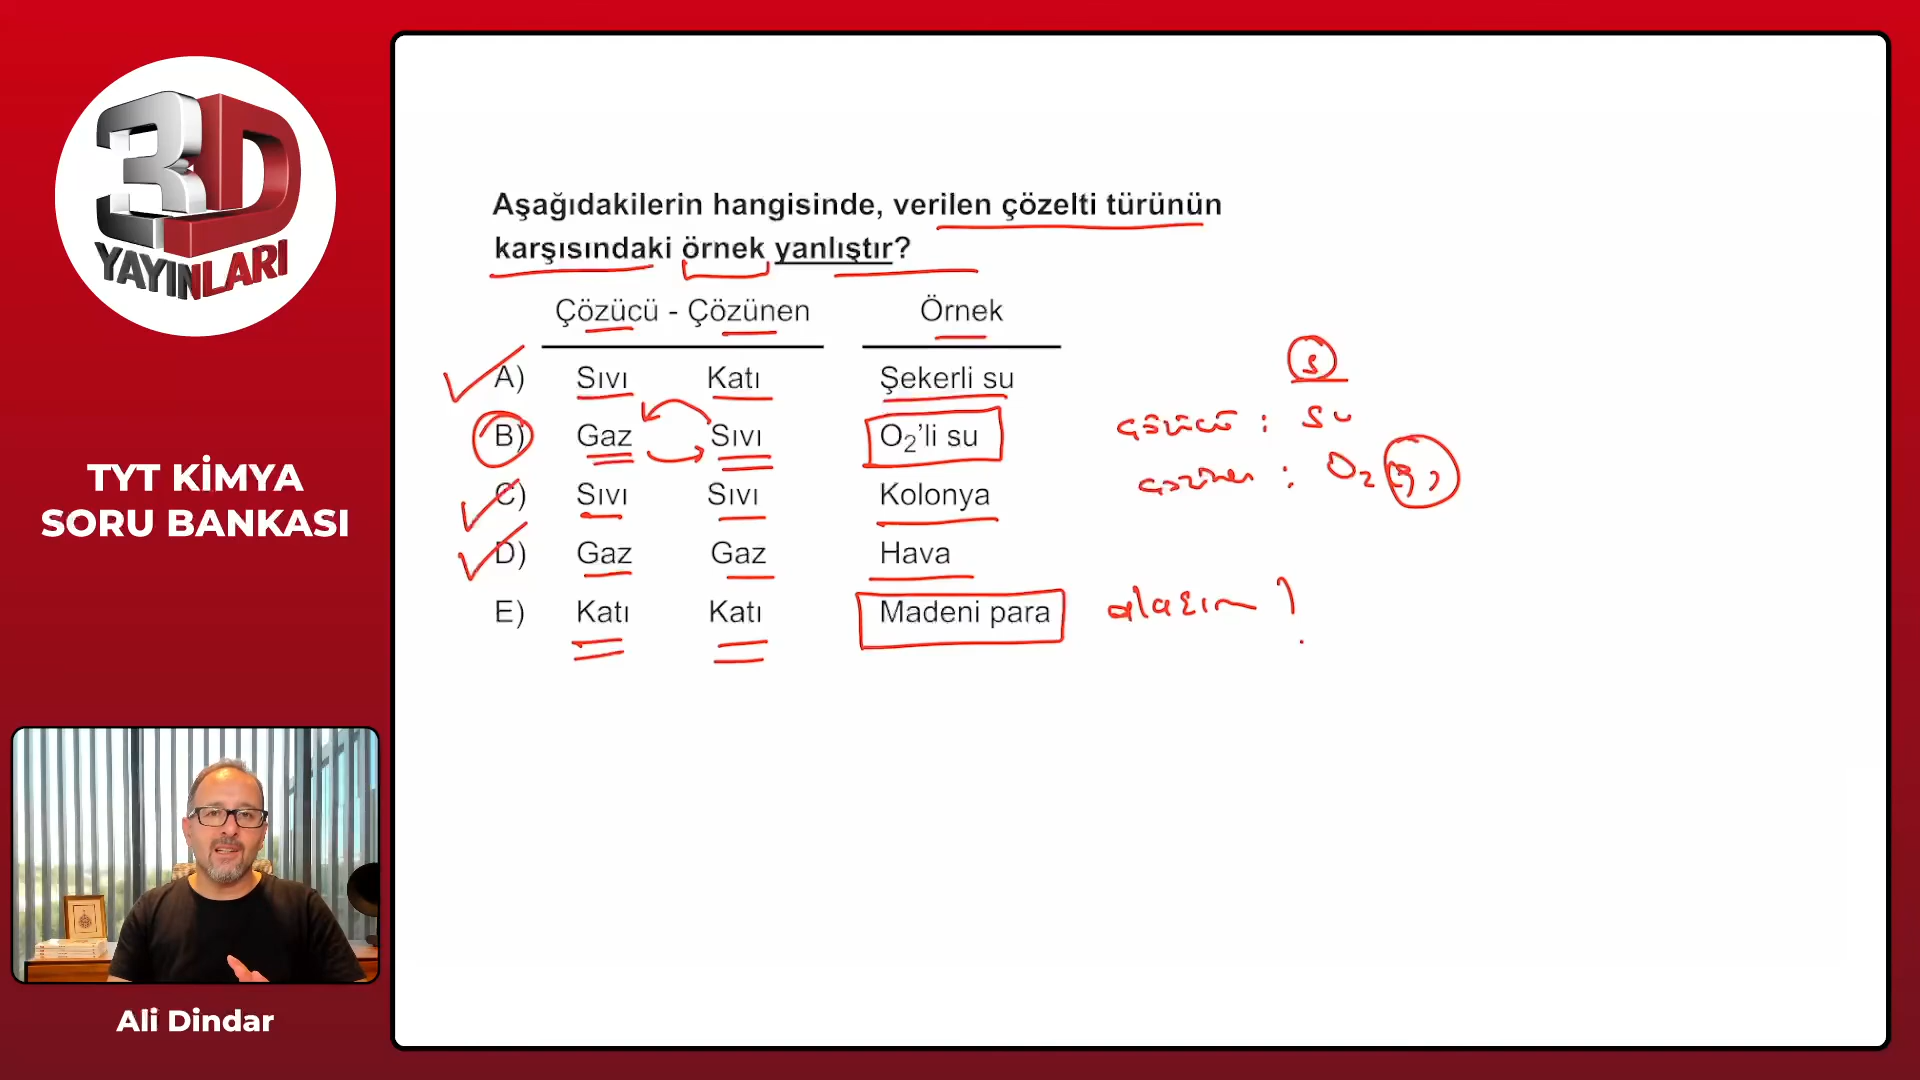 3D
YAYINLARI
TYT KİMYA
SORU BANKASI
Ali Dindar
Aşağıdakilerin hangisinde, verilen çözelti türünün
karşısındaki örnek yanlıştır?
Çözücü - Çözünen Örnek
A) Sıvı Katı Şekerli su
B) Gaz Sıvı O₂'li su
C) Sıvı Sıvı Kolonya
D) Gaz Gaz Hava
E) Katı Katı Madeni para
s
çözücü : su
çözünen : O₂(g)
alaşım !